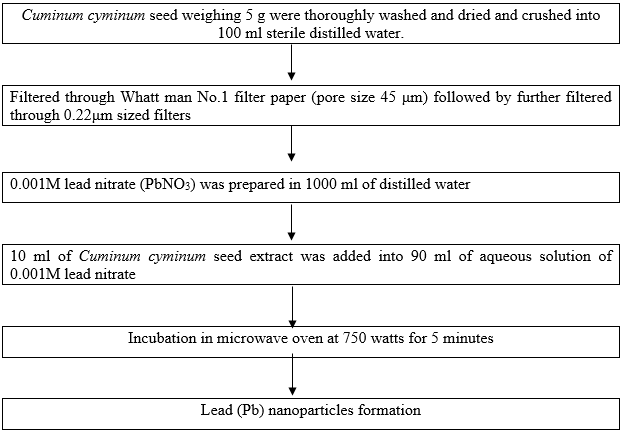 Cuminum cyminum seed weighing 5 g were thoroughly washed and dried and crushed into
100 ml sterile distilled water.
Filtered through Whatt man No.1 filter paper (pore size 45 µm) followed by further filtered
through 0.22µm sized filters
0.001M lead nitrate (PbNO₃) was prepared in 1000 ml of distilled water
10 ml of Cuminum cyminum seed extract was added into 90 ml of aqueous solution of
0.001M lead nitrate
Incubation in microwave oven at 750 watts for 5 minutes
Lead (Pb) nanoparticles formation